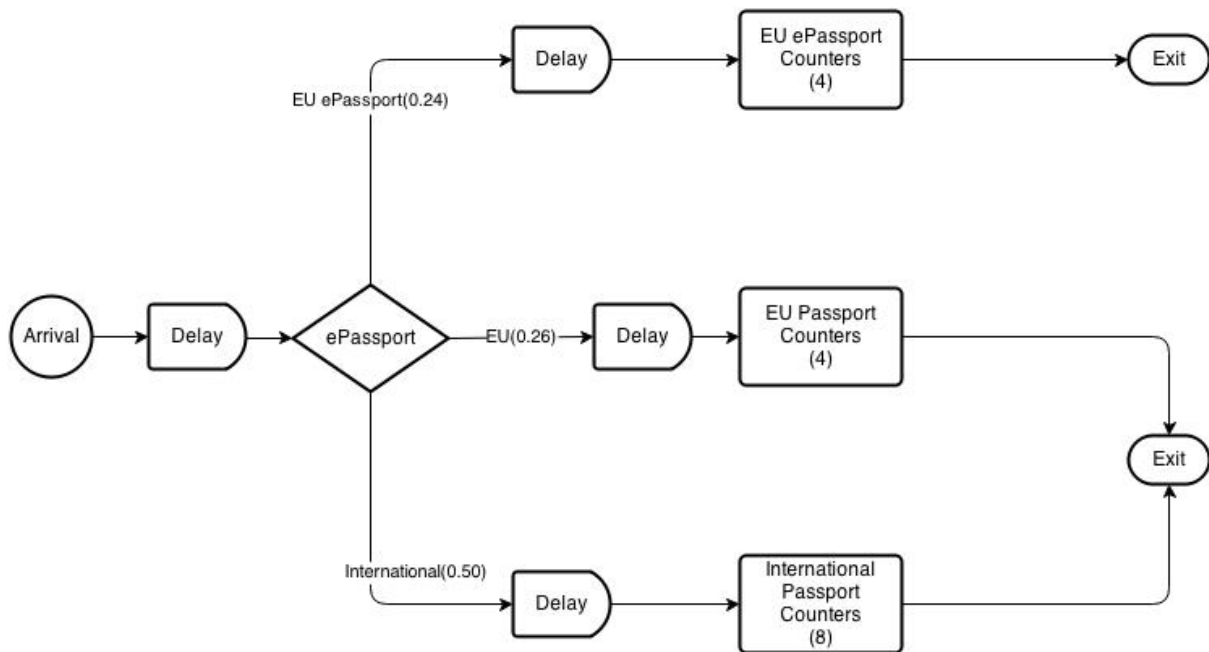 Delay
EU ePassport
Counters
(4)
Exit
EU ePassport(0.24)
Arrival
Delay
ePassport
EU(0.26)
Delay
EU Passport
Counters
(4)
Exit
International(0.50)
Delay
International
Passport
Counters
(8)